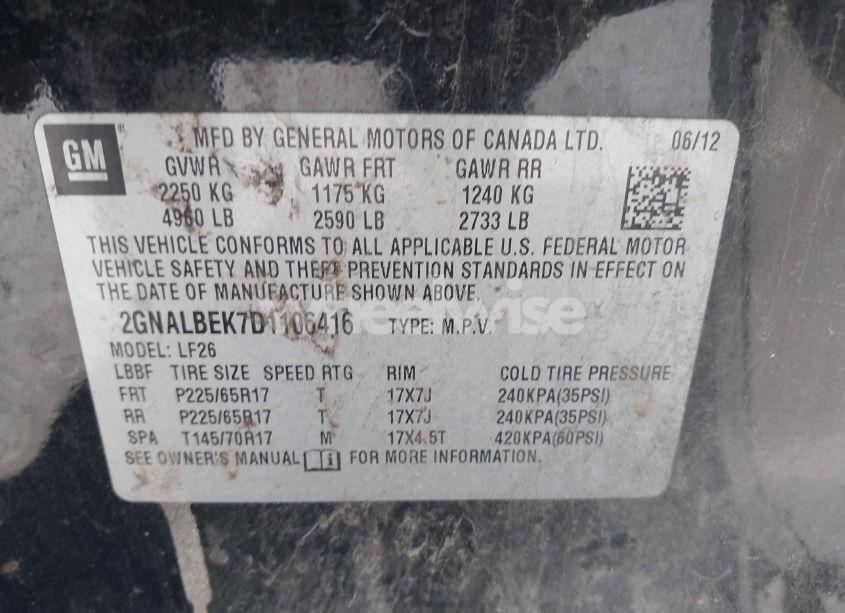 GM
MFD BY GENERAL MOTORS OF CANADA LTD. 06/12
GVWR GAWR FRT GAWR RR
2250 KG 1175 KG 1240 KG
4960 LB 2590 LB 2733 LB
THIS VEHICLE CONFORMS TO ALL APPLICABLE U.S. FEDERAL MOTOR
VEHICLE SAFETY AND THEFT PREVENTION STANDARDS IN EFFECT ON
THE DATE OF MANUFACTURE SHOWN ABOVE.
2GNALBEK7D1106416 TYPE: M.P.V.
MODEL: LF26
LBBF TIRE SIZE SPEED RTG RIM COLD TIRE PRESSURE
FRT P225/65R17 T 17X7J 240KPA(35PSI)
RR P225/65R17 T 17X7J 240KPA(35PSI)
SPA T145/70R17 M 17X4.5T 420KPA(60PSI)
SEE OWNER'S MANUAL FOR MORE INFORMATION.